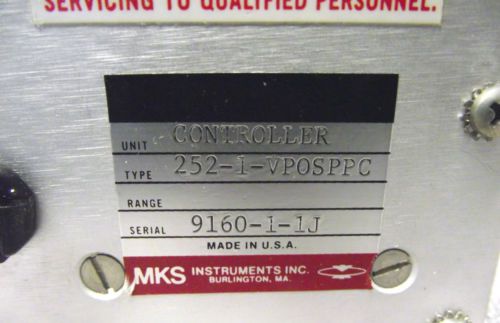 SERVICING TO QUALIFIED PERSONNEL.
UNIT CONTROLLER
TYPE 252-1-VPOSPPC
RANGE
SERIAL 9160-1-1J
MADE IN U.S.A.
MKS INSTRUMENTS INC.
BURLINGTON, MA.